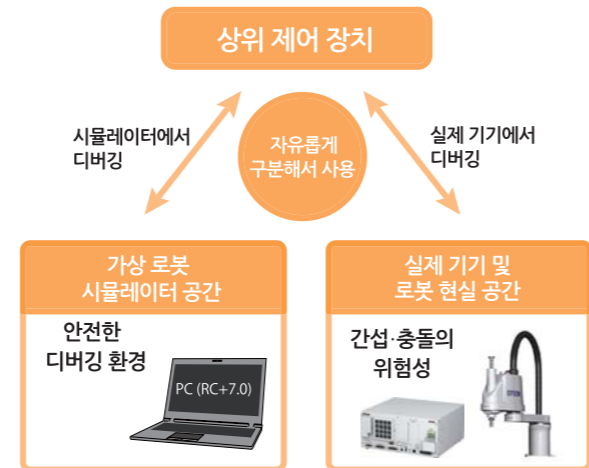 상위 제어 장치
시뮬레이터에서
디버깅
자유롭게
구분해서 사용
실제 기기에서
디버깅
가상 로봇
시뮬레이터 공간
안전한
디버깅 환경
PC (RC+7.0)
실제 기기 및
로봇 현실 공간
간섭·충돌의
위험성
EPSON